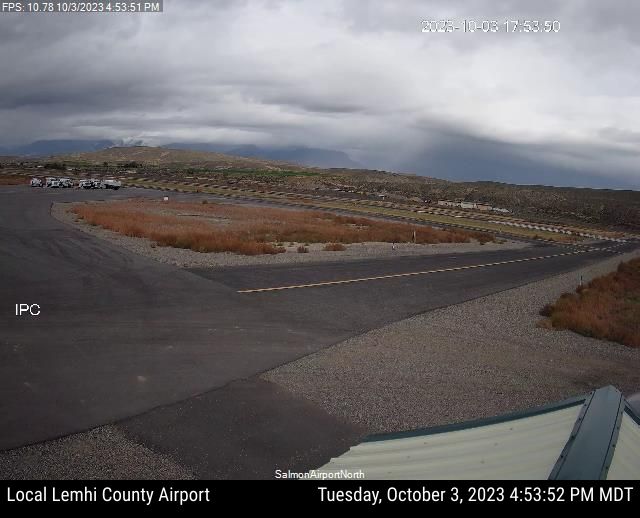 FPS: 10.78 10/3/2023 4:53:51 PM
2023-10-03 17:53:50
IPC
SalmonAirportNorth
Local Lemhi County Airport
Tuesday, October 3, 2023 4:53:52 PM MDT